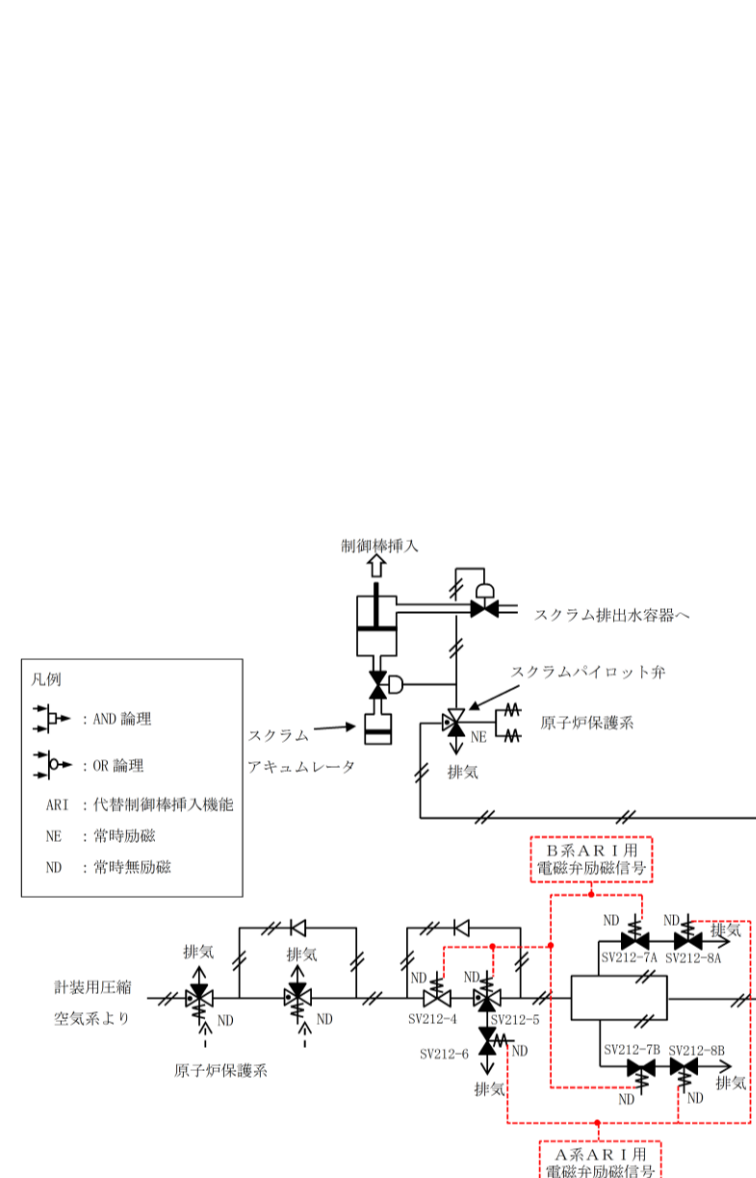 制御棒挿入
スクラム排出水容器へ
スクラムパイロット弁
凡例
：AND 論理
：OR 論理
ARI ：代替制御棒挿入機能
NE ：常時励磁
ND ：常時無励磁
スクラム
アキュムレータ
NE
原子炉保護系
排気
B系ARI用
電磁弁励磁信号
ND
ND
排気
SV212-7A
SV212-8A
排気
排気
計装用圧縮
空気系より
ND
ND
原子炉保護系
ND
ND
SV212-4
SV212-5
SV212-6
ND
排気
SV212-7B
SV212-8B
排気
ND
ND
A系ARI用
電磁弁励磁信号